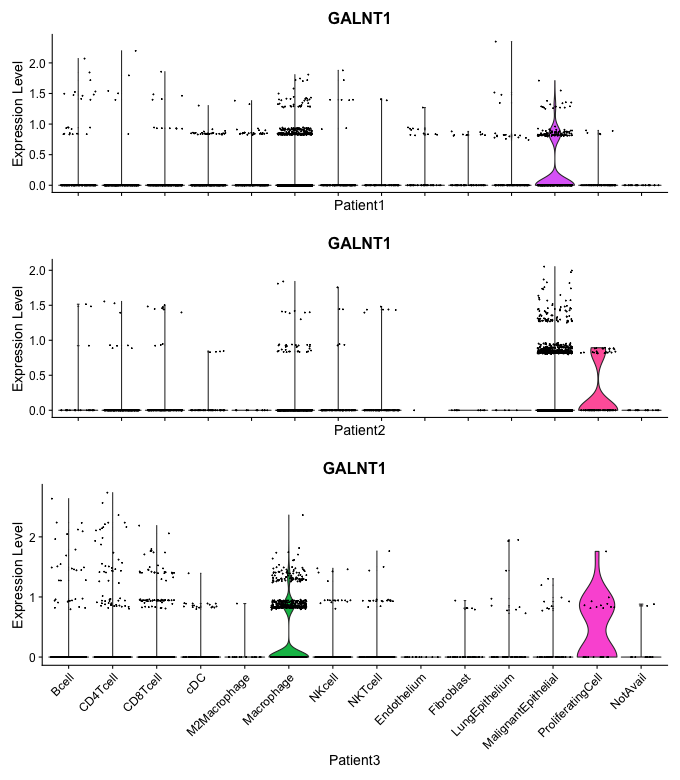 GALNT1
Expression Level
2.0
1.5
1.0
0.5
0.0
Patient1
GALNT1
Expression Level
2.0
1.5
1.0
0.5
0.0
Patient2
GALNT1
Expression Level
2
1
0
Bcell
CD4Tcell
CD8Tcell
cDC
M2Macrophage
Macrophage
NKcell
NKTcell
Endothelium
Fibroblast
LungEpithelium
MalignantEpithelial
ProliferatingCell
NotAvail
Patient3